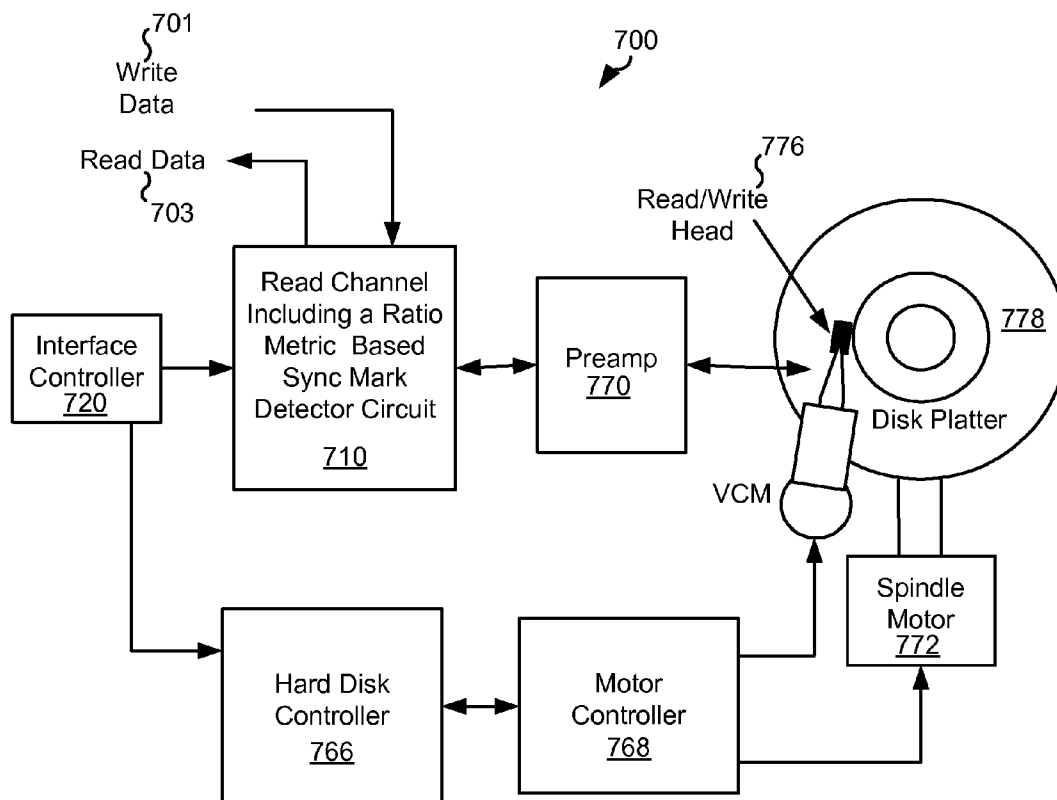 701
Write
Data
700
Read Data
703
776
Read/Write
Head
Read Channel
Including a Ratio
Metric Based
Sync Mark
Detector Circuit
710
Interface
Controller
720
Preamp
770
778
Disk Platter
VCM
Spindle
Motor
772
Hard Disk
Controller
766
Motor
Controller
768